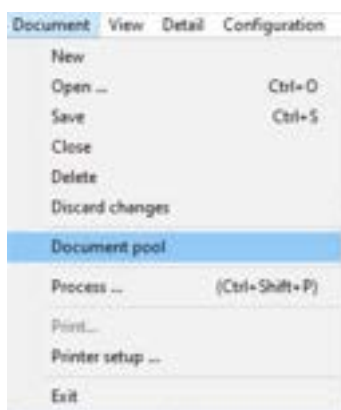 Document View Detail Configuration
New
Open ... Ctrl+O
Save Ctrl+S
Close
Delete
Discard changes
Document pool
Process ... (Ctrl+Shift+P)
Print...
Printer setup ...
Exit